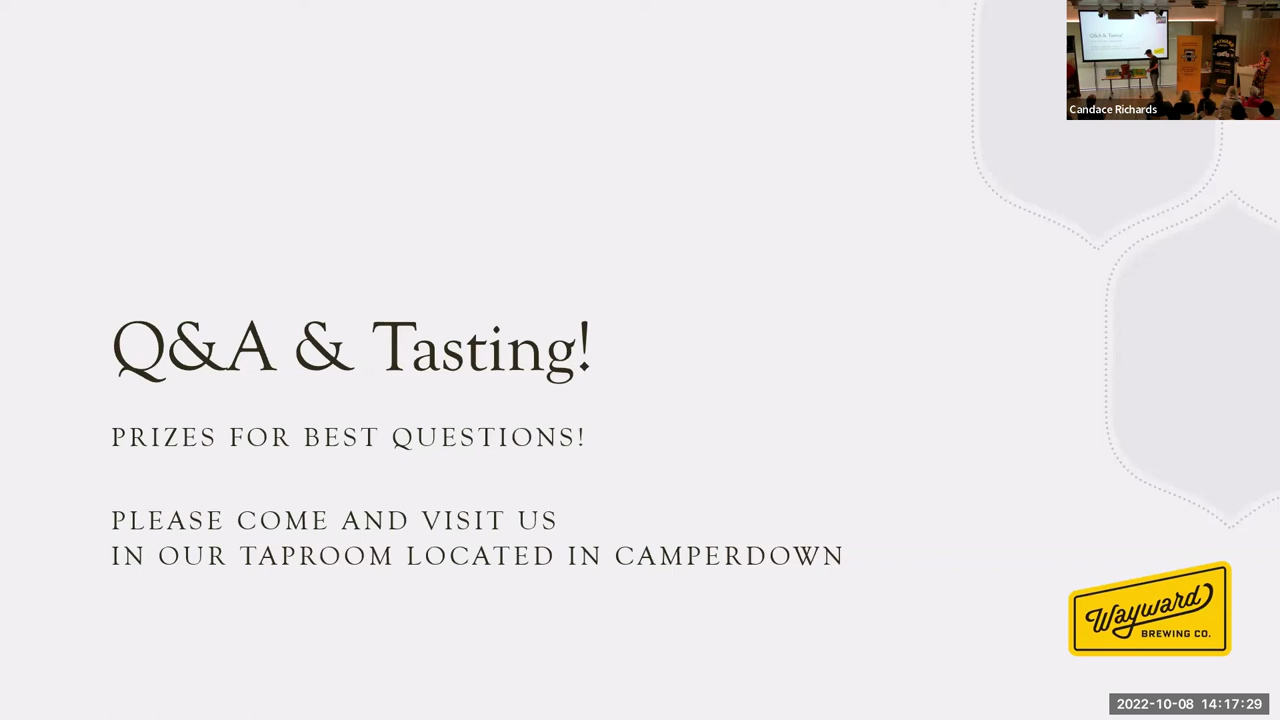 Q&A & Tasting!
PRIZES FOR BEST QUESTIONS!
PLEASE COME AND VISIT US
IN OUR TAPROOM LOCATED IN CAMPERDOWN
Candace Richards
Wayward
BREWING CO.
2022-10-08 14:17:29